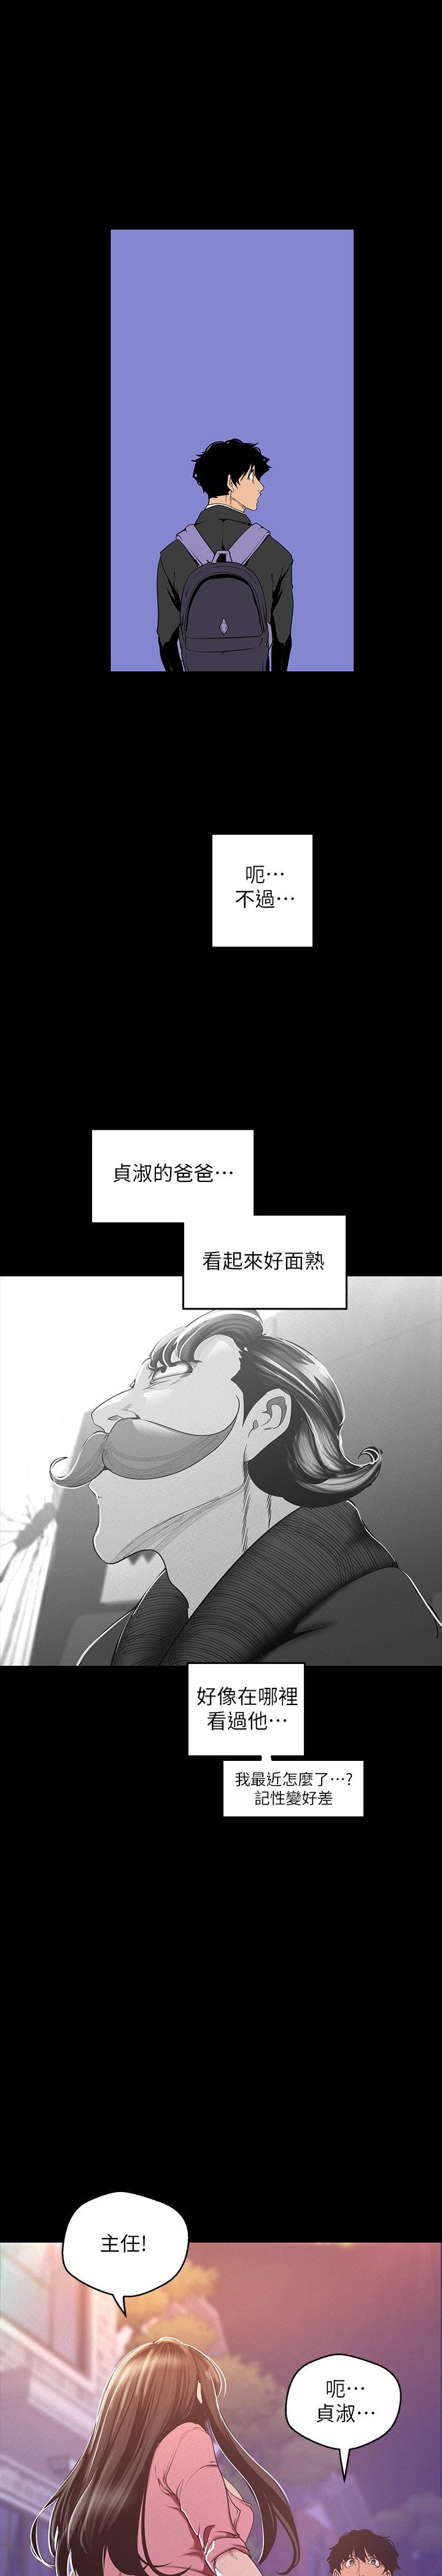 呃⋯
不過⋯
貞淑的爸爸⋯
看起來好面熟
好像在哪裡
看過他⋯
我最近怎麼了⋯?
記性變好差
主任!
呃⋯
貞淑⋯